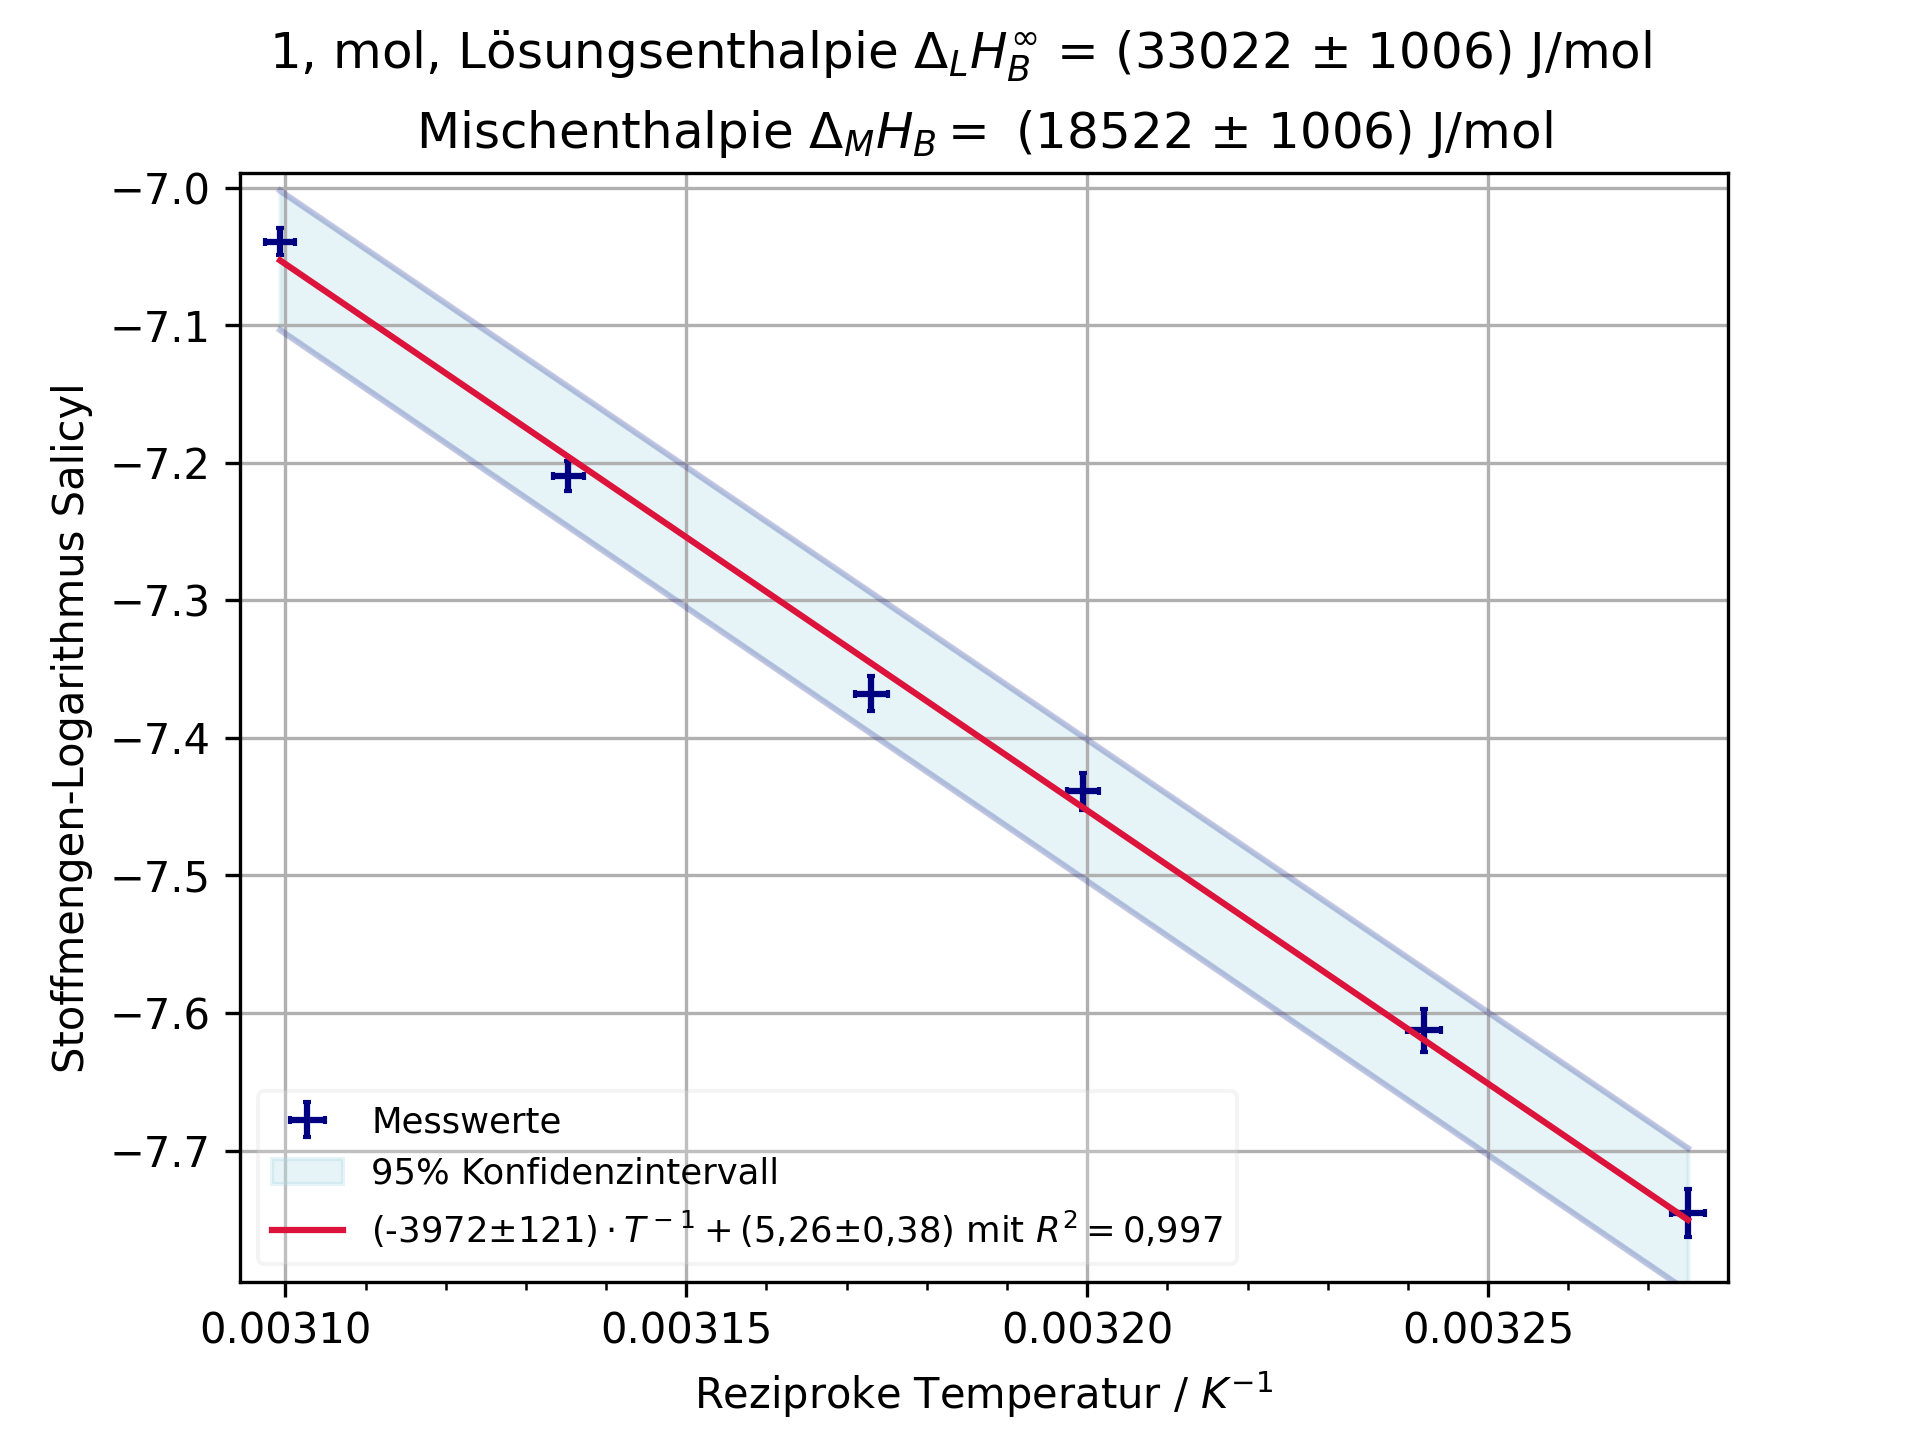 1, mol, Lösungsenthalpie Δ_L H_B^∞ = (33022 ± 1006) J/mol
Mischenthalpie Δ_M H_B = (18522 ± 1006) J/mol
−7.0
−7.1
−7.2
−7.3
−7.4
−7.5
−7.6
−7.7
Stoffmengen-Logarithmus Salicyl
Messwerte
95% Konfidenzintervall
(-3972±121) · T⁻¹ + (5,26±0,38) mit R² = 0,997
0.00310 0.00315 0.00320 0.00325
Reziproke Temperatur / K⁻¹